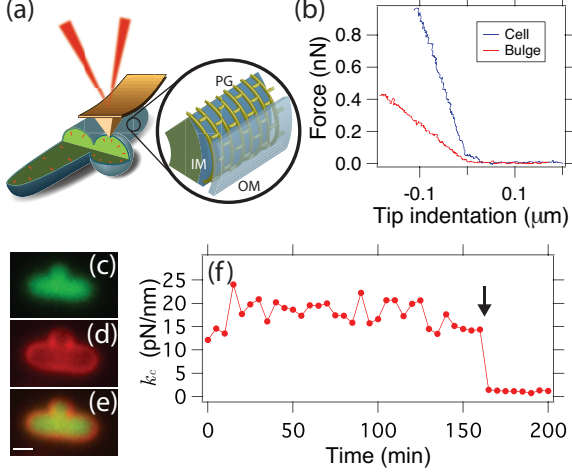 (a)
PG
IM
OM
(b)
Force (nN)
0.8
0.6
0.4
0.2
0.0
Cell
Bulge
-0.1
0.1
Tip indentation (μm)
(c)
(d)
(e)
(f)
k_c (pN/nm)
25
20
15
10
5
0
0
50
100
150
200
Time (min)